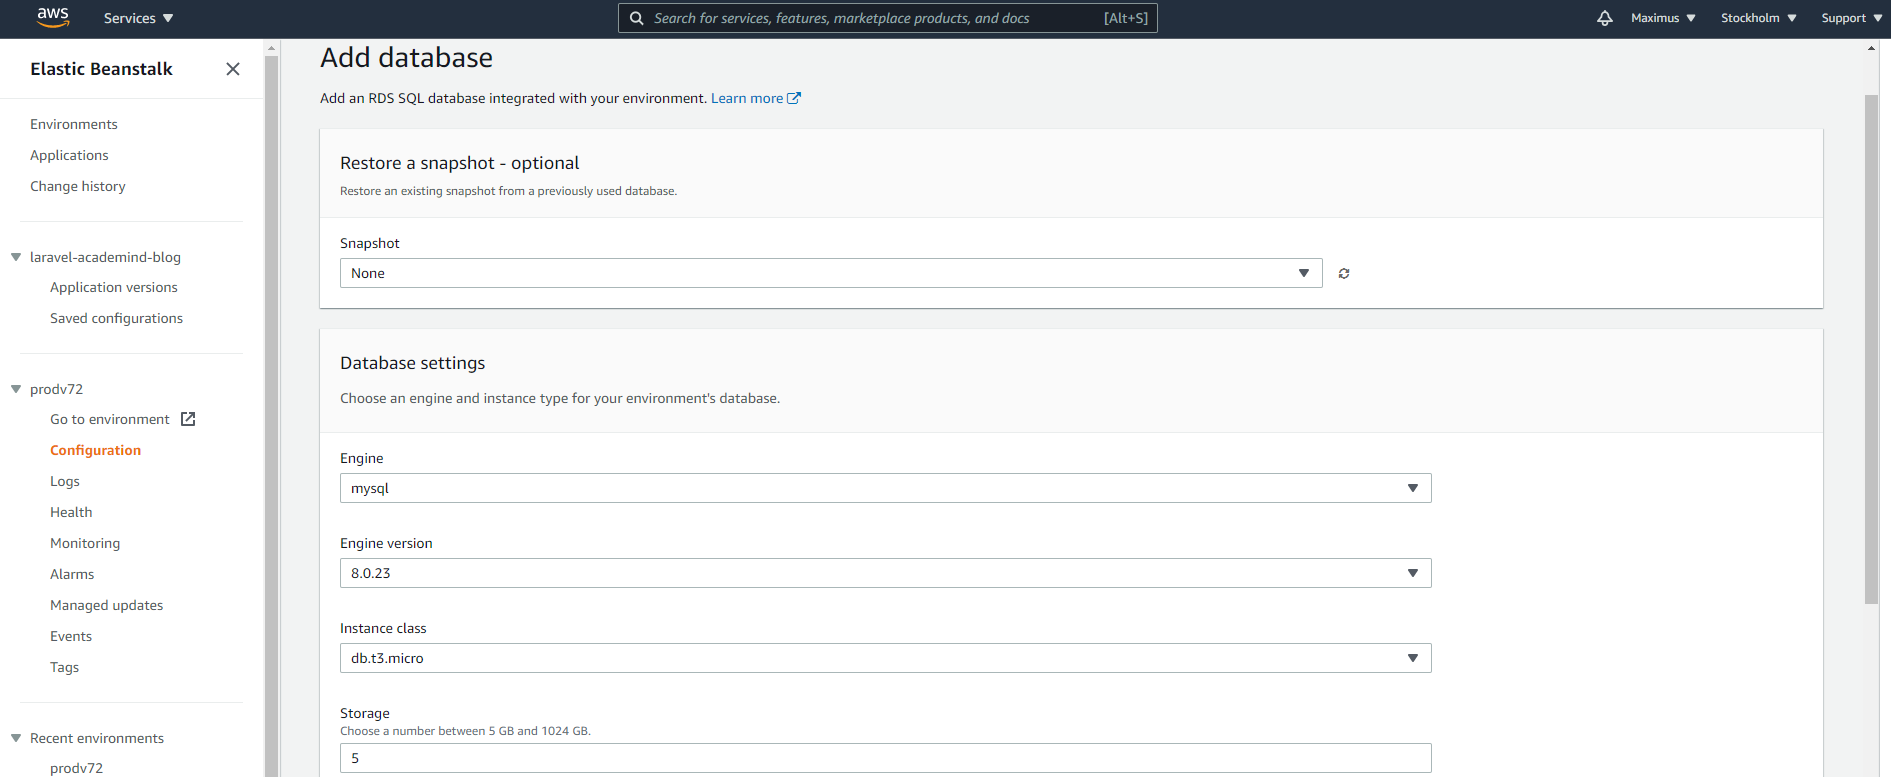 aws
Services
Search for services, features, marketplace products, and docs
[Alt+S]
Maximus
Stockholm
Support
Elastic Beanstalk
Environments
Applications
Change history
laravel-academind-blog
Application versions
Saved configurations
prodv72
Go to environment
Configuration
Logs
Health
Monitoring
Alarms
Managed updates
Events
Tags
Recent environments
prodv72
Add database
Add an RDS SQL database integrated with your environment. Learn more
Restore a snapshot - optional
Restore an existing snapshot from a previously used database.
Snapshot
None
Database settings
Choose an engine and instance type for your environment's database.
Engine
mysql
Engine version
8.0.23
Instance class
db.t3.micro
Storage
Choose a number between 5 GB and 1024 GB.
5